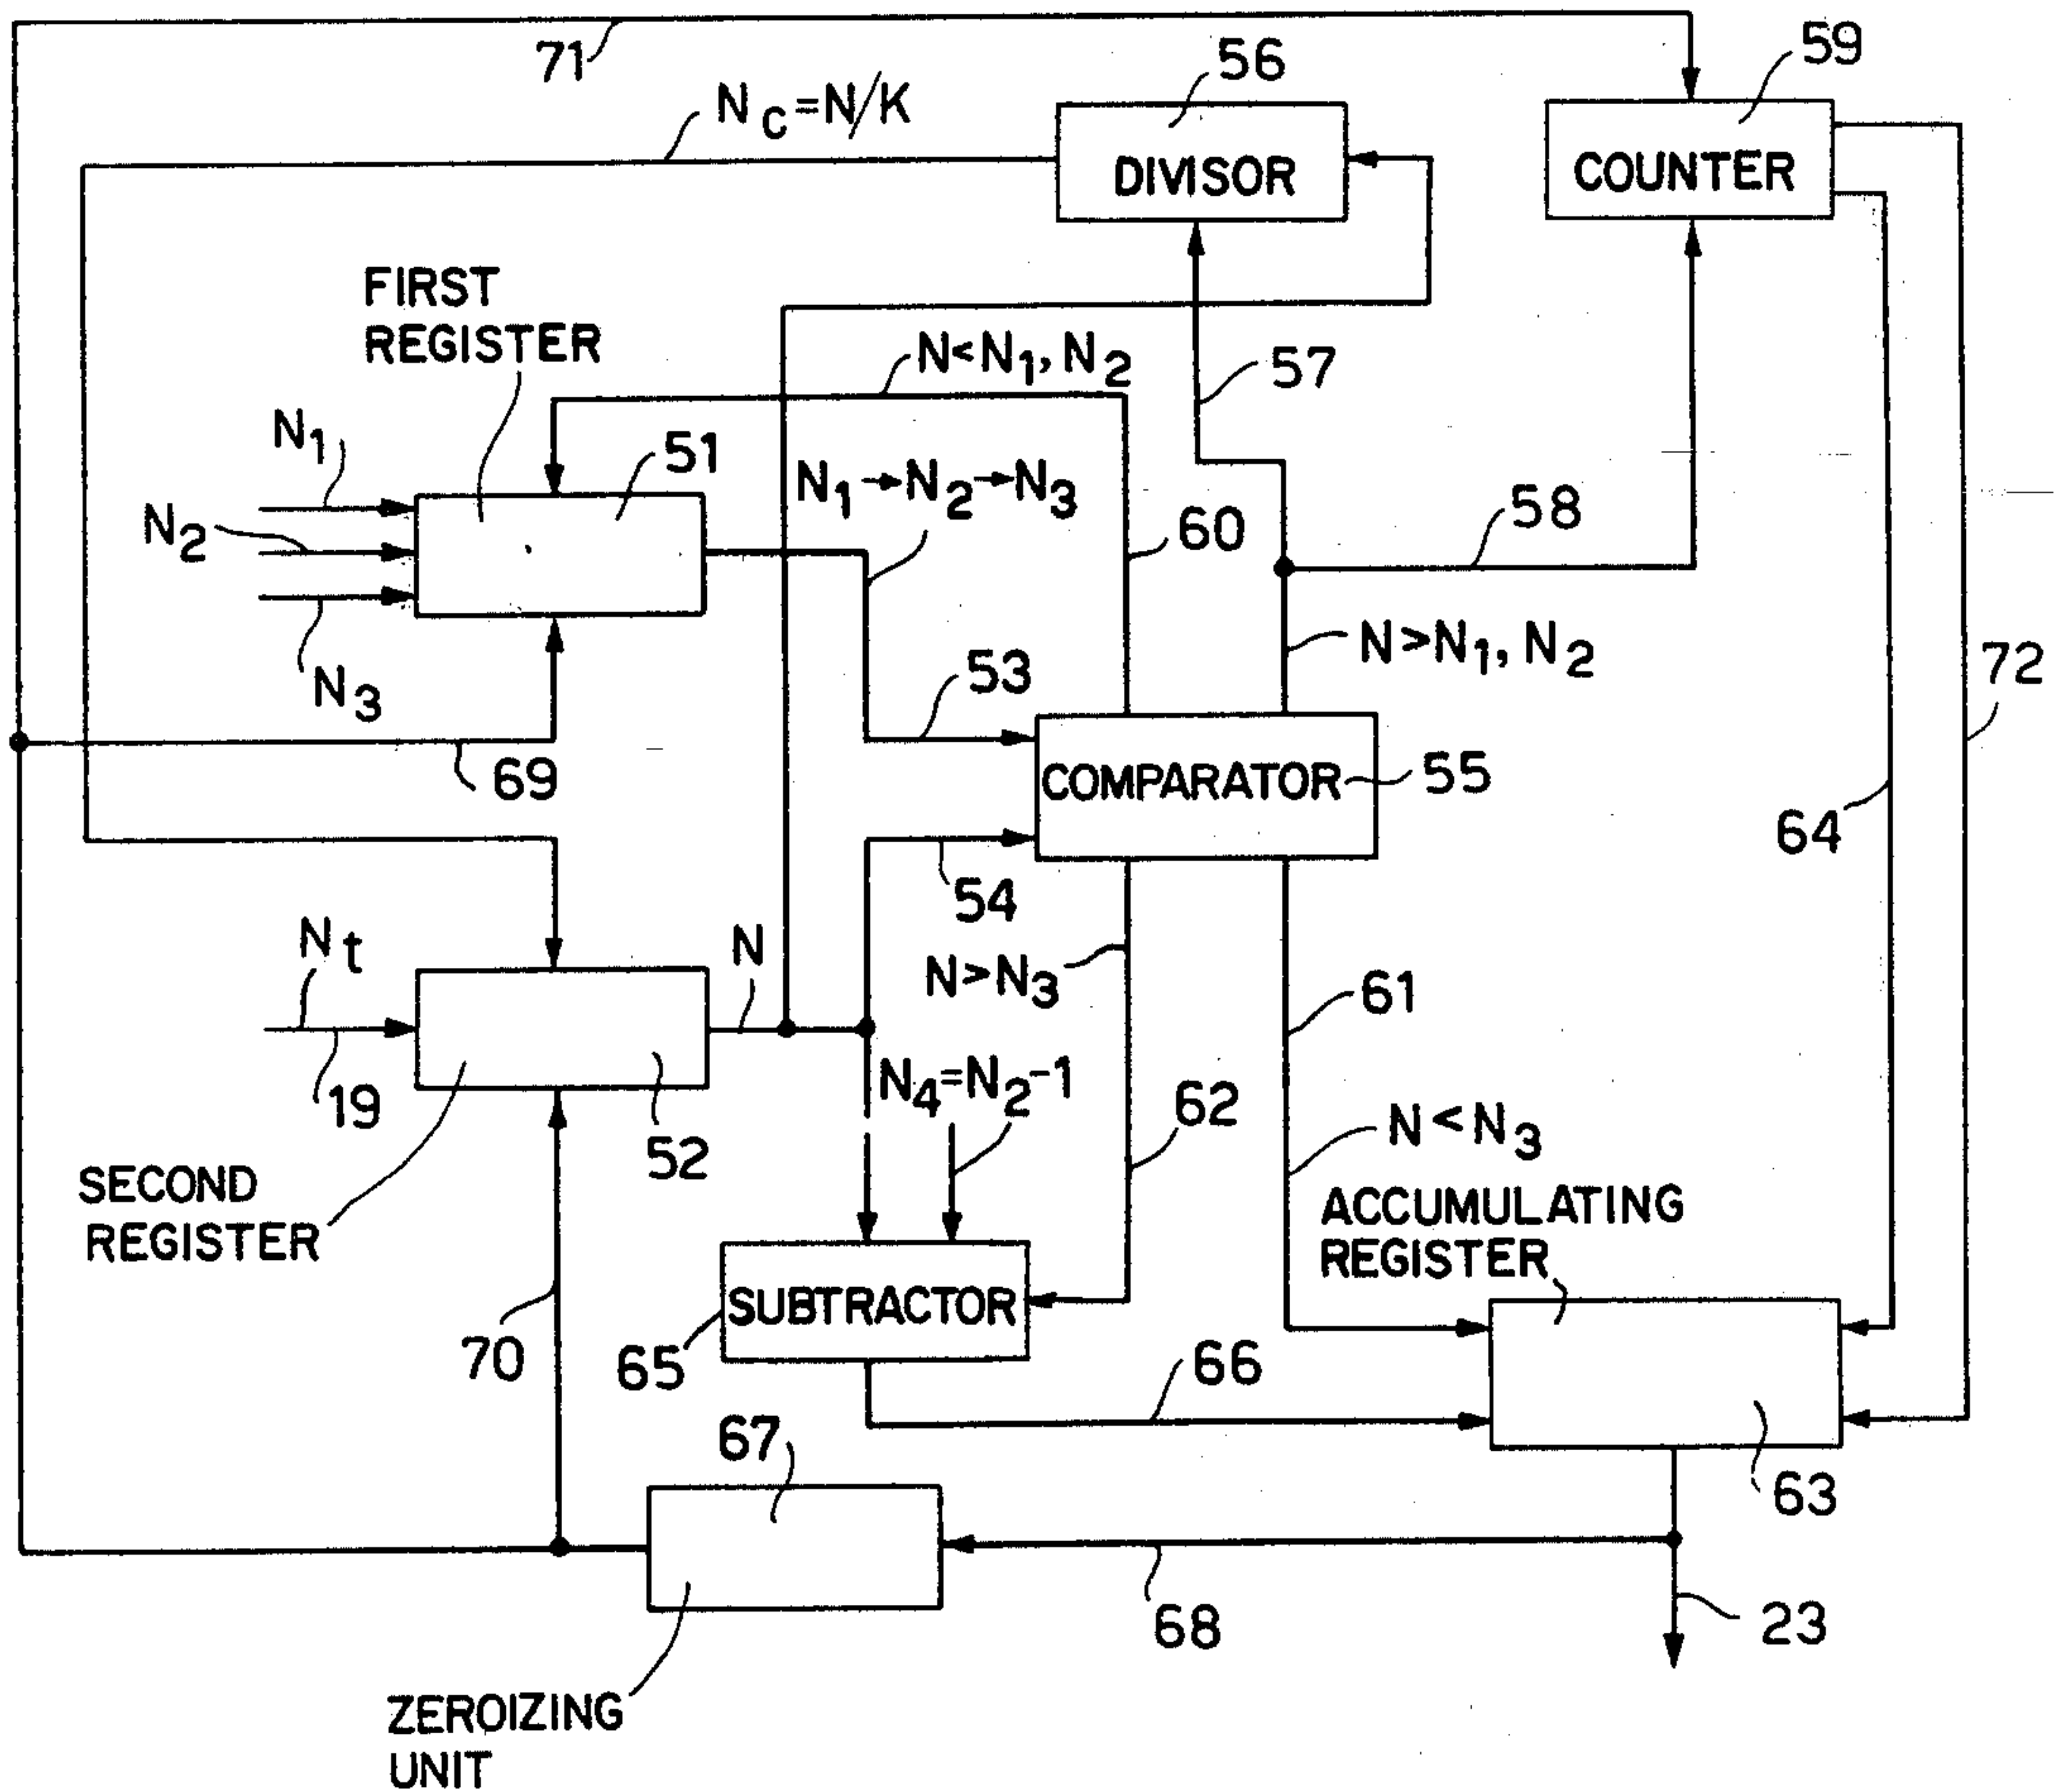 71
N_c=N/K
56
59
DIVISOR
COUNTER
FIRST
REGISTER
N<N₁, N₂
57
N₁
51
N₁→N₂→N₃
N₂
60
58
N₃
53
N>N₁, N₂
72
69
COMPARATOR
55
64
54
N_t
N
N>N₃
61
19
52
N₄=N₂-1
62
N<N₃
SECOND
REGISTER
ACCUMULATING
REGISTER
SUBTRACTOR
70
65
66
67
63
68
23
ZEROIZING
UNIT